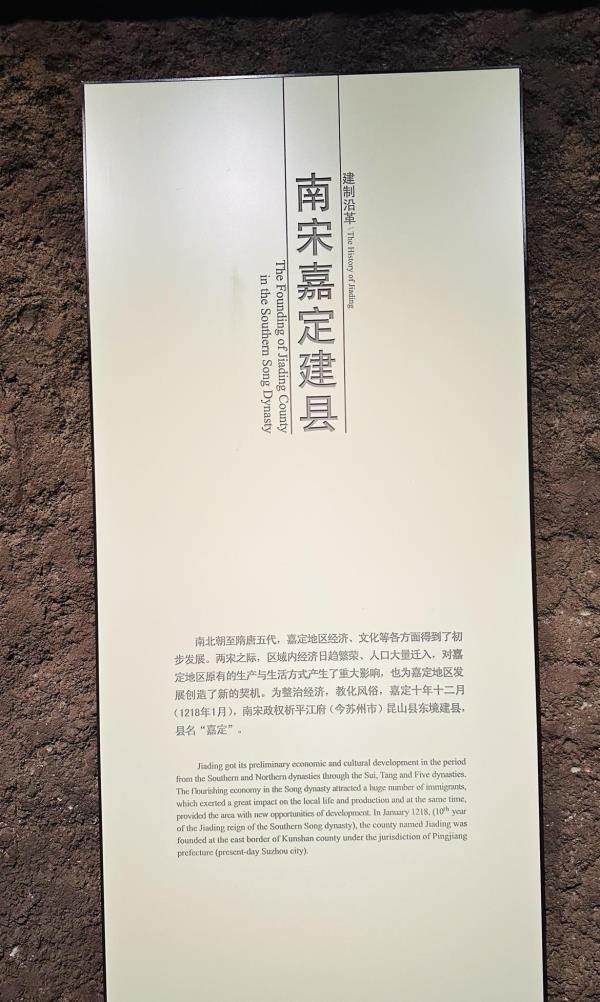 建制沿革 \ The History of Jiading
南宋嘉定建县
The Founding of Jiading County
in the Southern Song Dynasty
南北朝至隋唐五代，嘉定地区经济、文化等各方面得到了初
步发展。两宋之际，区域内经济日趋繁荣、人口大量迁入，对嘉
定地区原有的生产与生活方式产生了重大影响，也为嘉定地区发
展创造了新的契机。为整治经济，教化风俗，嘉定十年十二月
（1218年1月），南宋政权析平江府（今苏州市）昆山县东境建县，
县名“嘉定”。
Jiading got its preliminary economic and cultural development in the period
from the Southern and Northern dynasties through the Sui, Tang and Five dynasties.
The flourishing economy in the Song dynasty attracted a huge number of immigrants,
which exerted a great impact on the local life and production and at the same time,
provided the area with new opportunities of development. In January 1218, (10th year
of the Jiading reign of the Southern Song dynasty), the county named Jiading was
founded at the east border of Kunshan county under the jurisdiction of Pingjiang
prefecture (present-day Suzhou city).